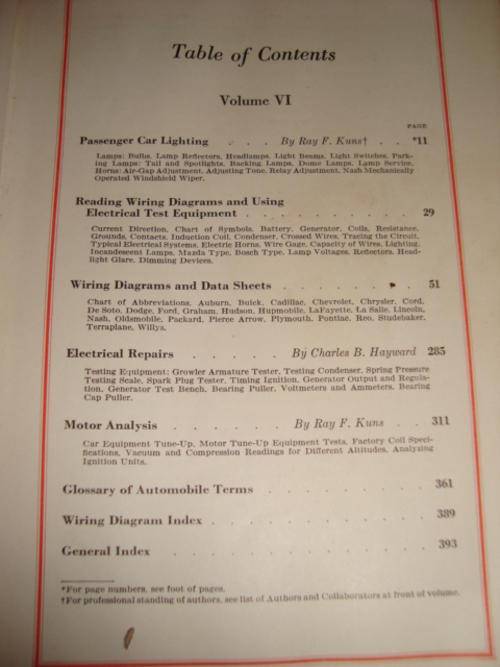 Table of Contents
Volume VI
PAGE
Passenger Car Lighting . . . By Ray F. Kuns† . . *11
Lamps: Bulbs, Lamp Reflectors, Headlamps, Light Beams, Light Switches, Park-
ing Lamps: Tail and Spotlights, Backing Lamps, Dome Lamps, Lamp Service,
Horns: Air-Gap Adjustment, Adjusting Tone, Relay Adjustment, Nash Mechanically
Operated Windshield Wiper.
Reading Wiring Diagrams and Using
Electrical Test Equipment . . . . . . . . . 29
Current Direction, Chart of Symbols, Battery, Generator, Coils, Resistance,
Grounds, Contacts, Induction Coil, Condenser, Crossed Wires, Tracing the Circuit,
Typical Electrical Systems, Electric Horns, Wire Gage, Capacity of Wires, Lighting,
Incandescent Lamps, Mazda Type, Bosch Type, Lamp Voltages, Reflectors, Head-
light Glare, Dimming Devices.
Wiring Diagrams and Data Sheets . . . . . . 51
Chart of Abbreviations, Auburn, Buick, Cadillac, Chevrolet, Chrysler, Cord,
De Soto, Dodge, Ford, Graham, Hudson, Hupmobile, LaFayette, La Salle, Lincoln,
Nash, Oldsmobile, Packard, Pierce Arrow, Plymouth, Pontiac, Reo, Studebaker,
Terraplane, Willys.
Electrical Repairs . . . . . By Charles B. Hayward 285
Testing Equipment: Growler Armature Tester, Testing Condenser, Spring Pressure
Testing Scale, Spark Plug Tester, Timing Ignition, Generator Output and Regula-
tion, Generator Test Bench, Bearing Puller, Voltmeters and Ammeters, Bearing
Cap Puller.
Motor Analysis . . . . . By Ray F. Kuns . . 311
Car Equipment Tune-Up, Motor Tune-Up Equipment Tests, Factory Coil Speci-
fications, Vacuum and Compression Readings for Different Altitudes, Analyzing
Ignition Units.
Glossary of Automobile Terms . . . . . . . . 361
Wiring Diagram Index . . . . . . . . . . 389
General Index . . . . . . . . . . . 393
*For page numbers, see foot of pages.
†For professional standing of authors, see list of Authors and Collaborators at front of volume.